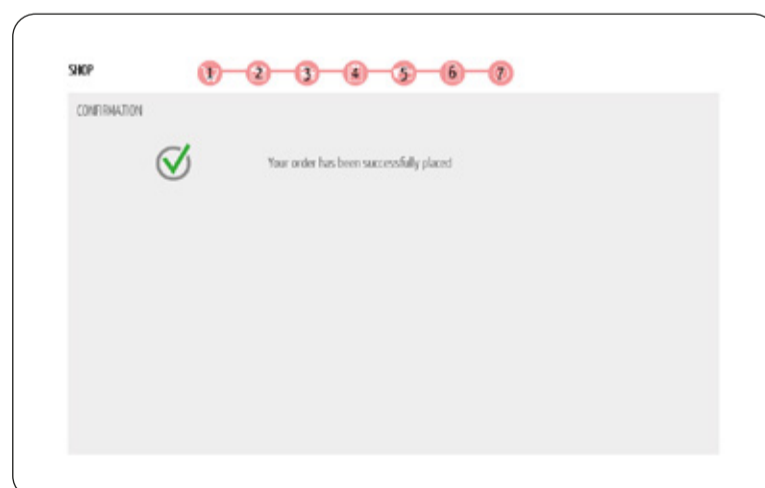 SHOP 1 2 3 4 5 6 7
CONFIRMATION
Your order has been successfully placed